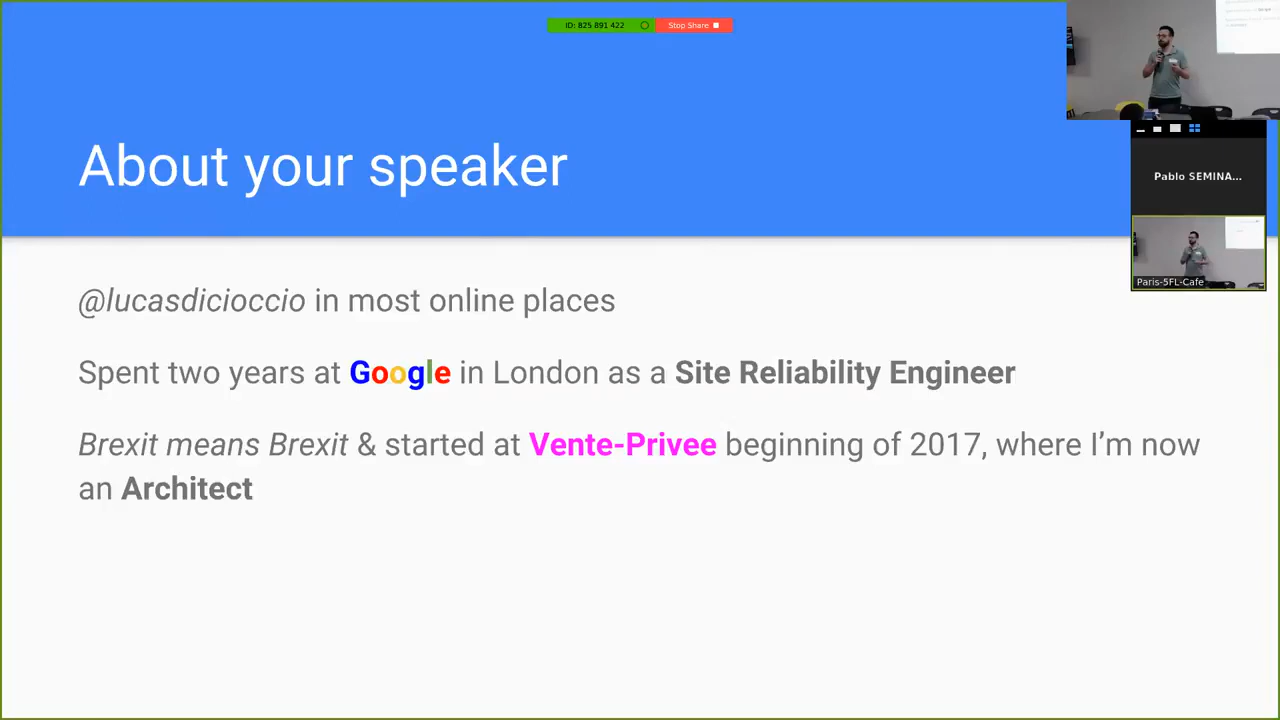 ID: 825 891 422
Stop Share
About your speaker
Pablo SEMINA...
Paris-5FL-Cafe
@lucasdicioccio in most online places
Spent two years at Google in London as a Site Reliability Engineer
Brexit means Brexit & started at Vente-Privee beginning of 2017, where I’m now
an Architect